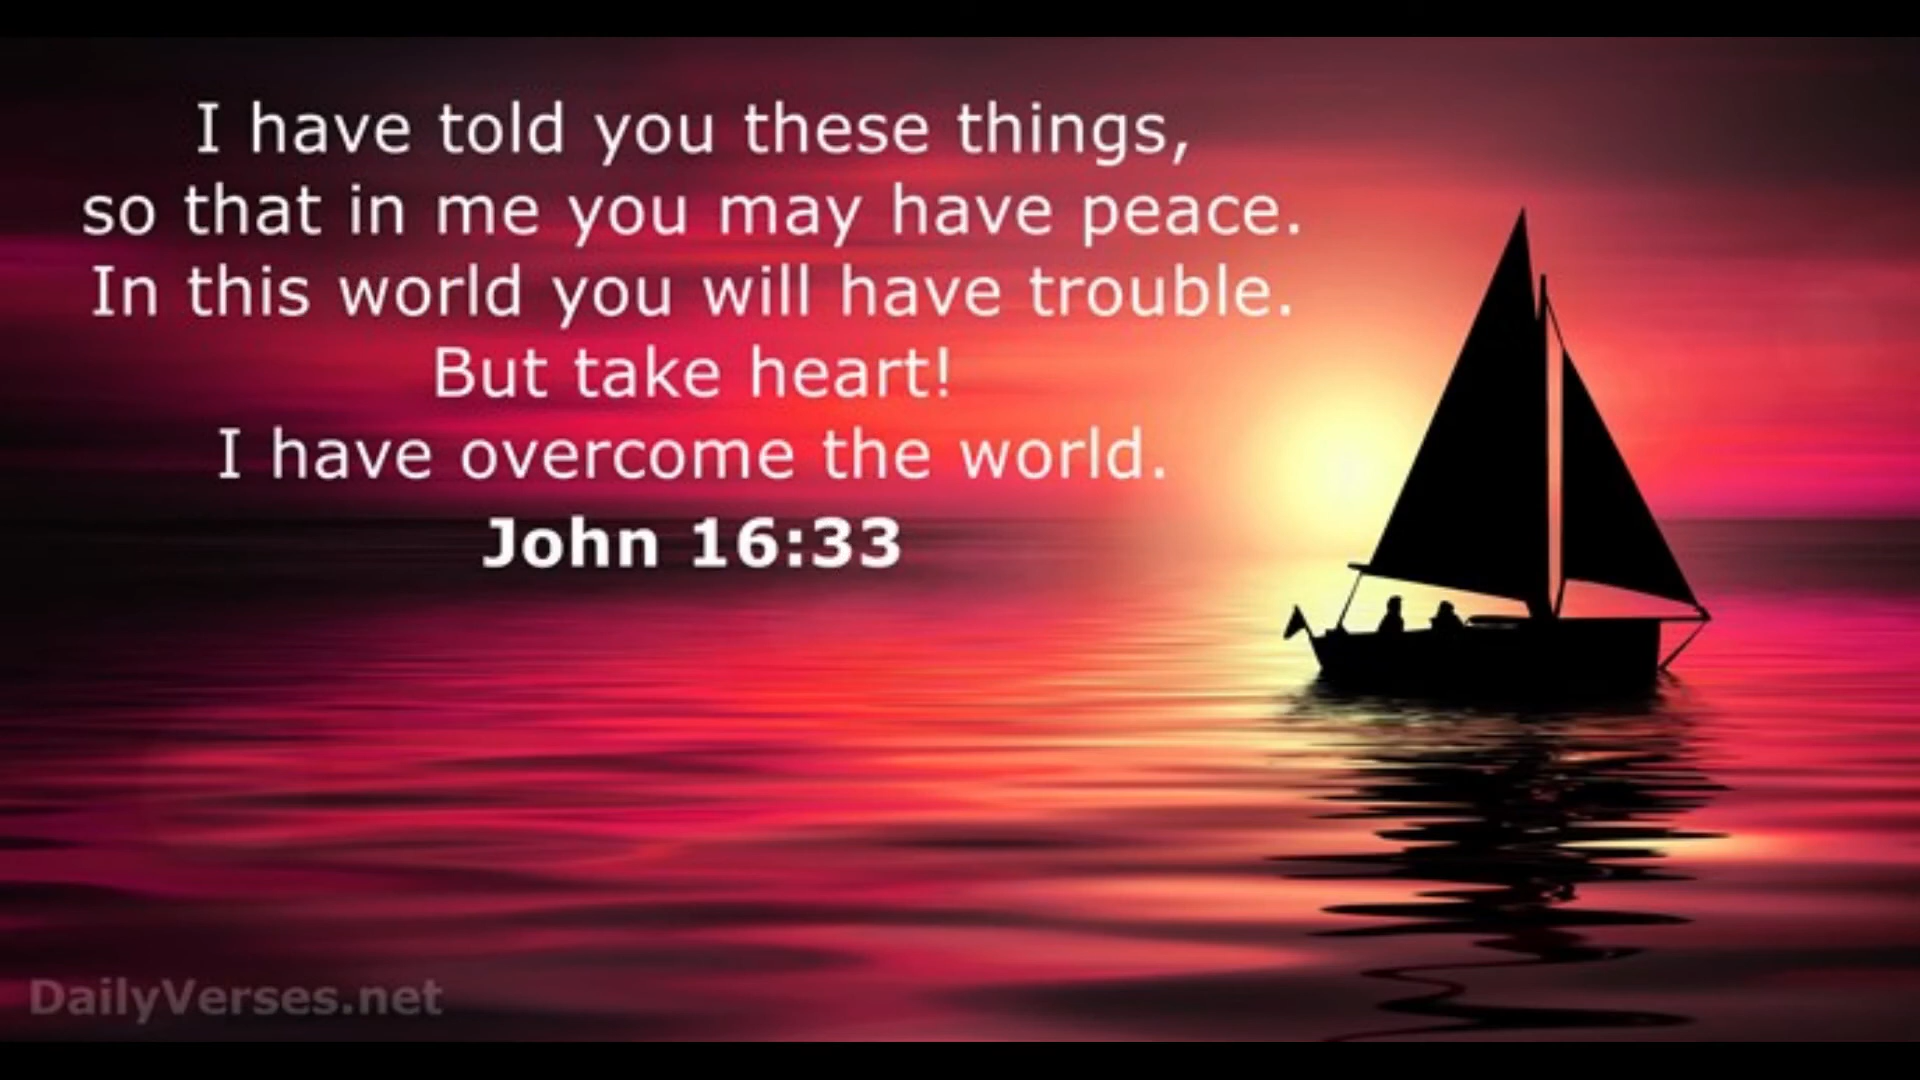 I have told you these things,
so that in me you may have peace.
In this world you will have trouble.
But take heart!
I have overcome the world.
John 16:33
DailyVerses.net